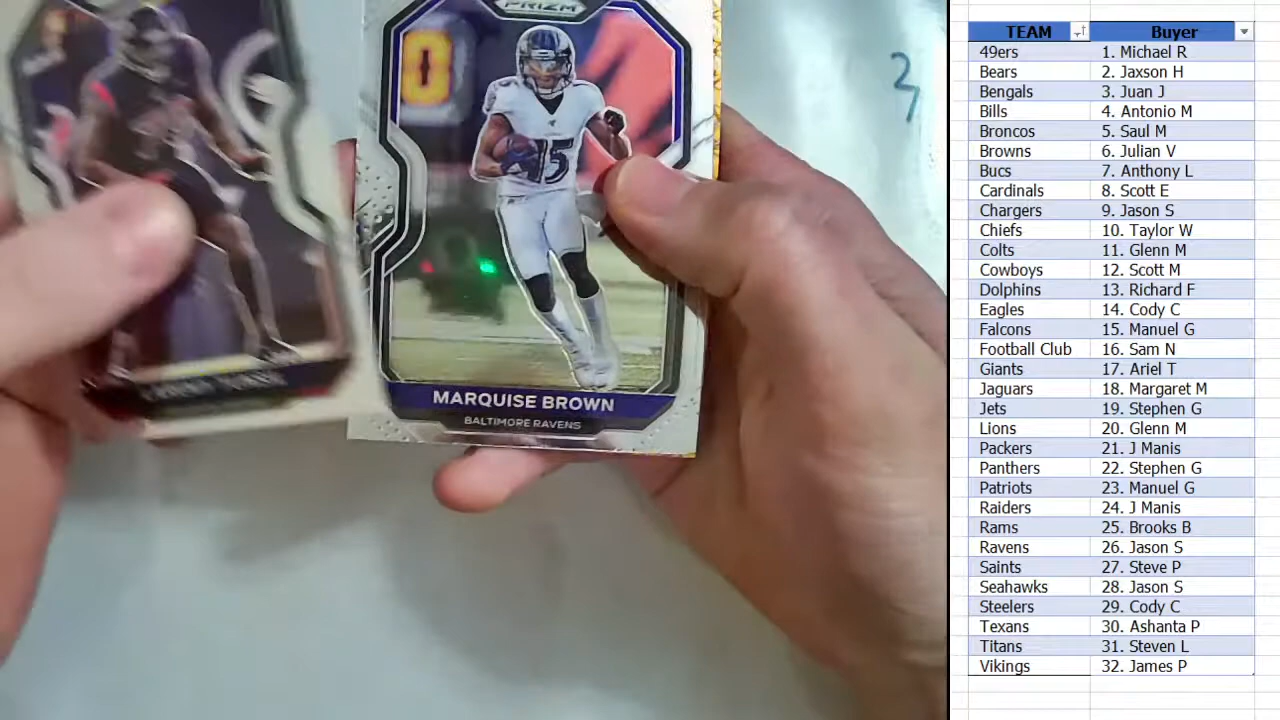 PRIZM
0
15
MARQUISE BROWN
BALTIMORE RAVENS
3
TEAM Buyer
49ers 1. Michael R
Bears 2. Jaxson H
Bengals 3. Juan J
Bills 4. Antonio M
Broncos 5. Saul M
Browns 6. Julian V
Bucs 7. Anthony L
Cardinals 8. Scott E
Chargers 9. Jason S
Chiefs 10. Taylor W
Colts 11. Glenn M
Cowboys 12. Scott M
Dolphins 13. Richard F
Eagles 14. Cody C
Falcons 15. Manuel G
Football Club 16. Sam N
Giants 17. Ariel T
Jaguars 18. Margaret M
Jets 19. Stephen G
Lions 20. Glenn M
Packers 21. J Manis
Panthers 22. Stephen G
Patriots 23. Manuel G
Raiders 24. J Manis
Rams 25. Brooks B
Ravens 26. Jason S
Saints 27. Steve P
Seahawks 28. Jason S
Steelers 29. Cody C
Texans 30. Ashanta P
Titans 31. Steven L
Vikings 32. James P